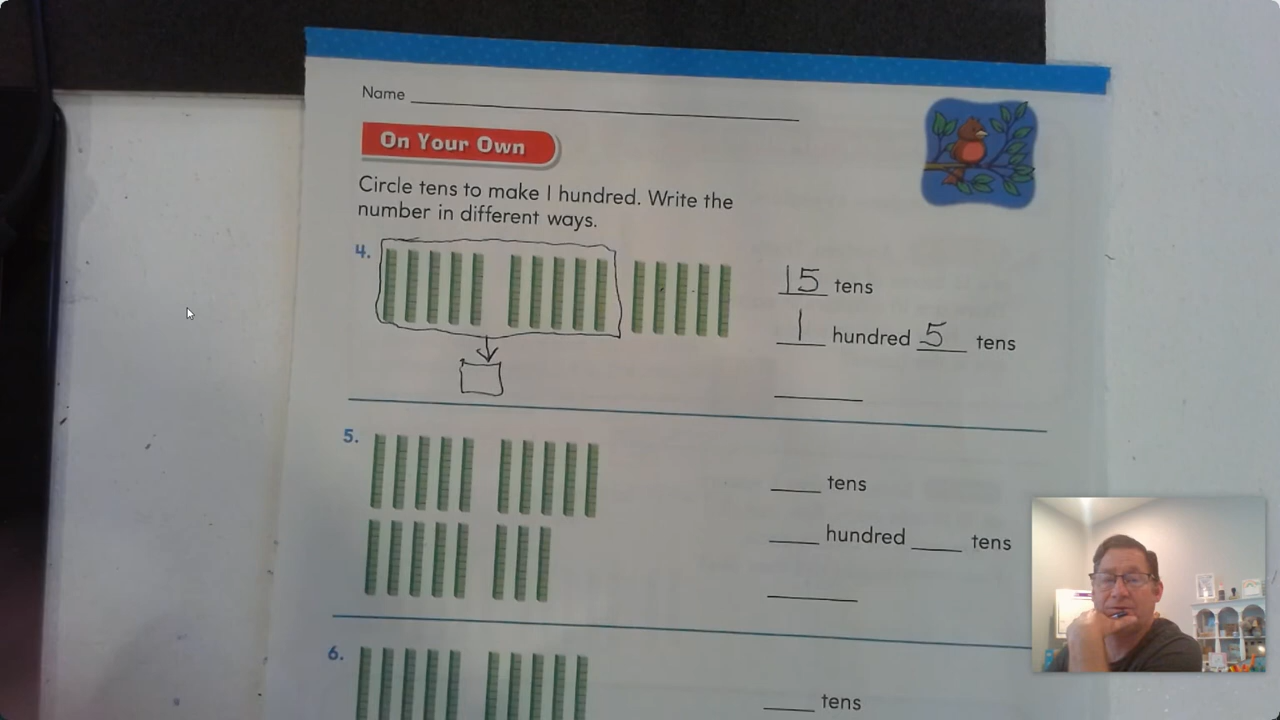 Name
On Your Own
Circle tens to make 1 hundred. Write the
number in different ways.
4.
15 tens
1 hundred 5 tens
5.
tens
hundred tens
6.
tens